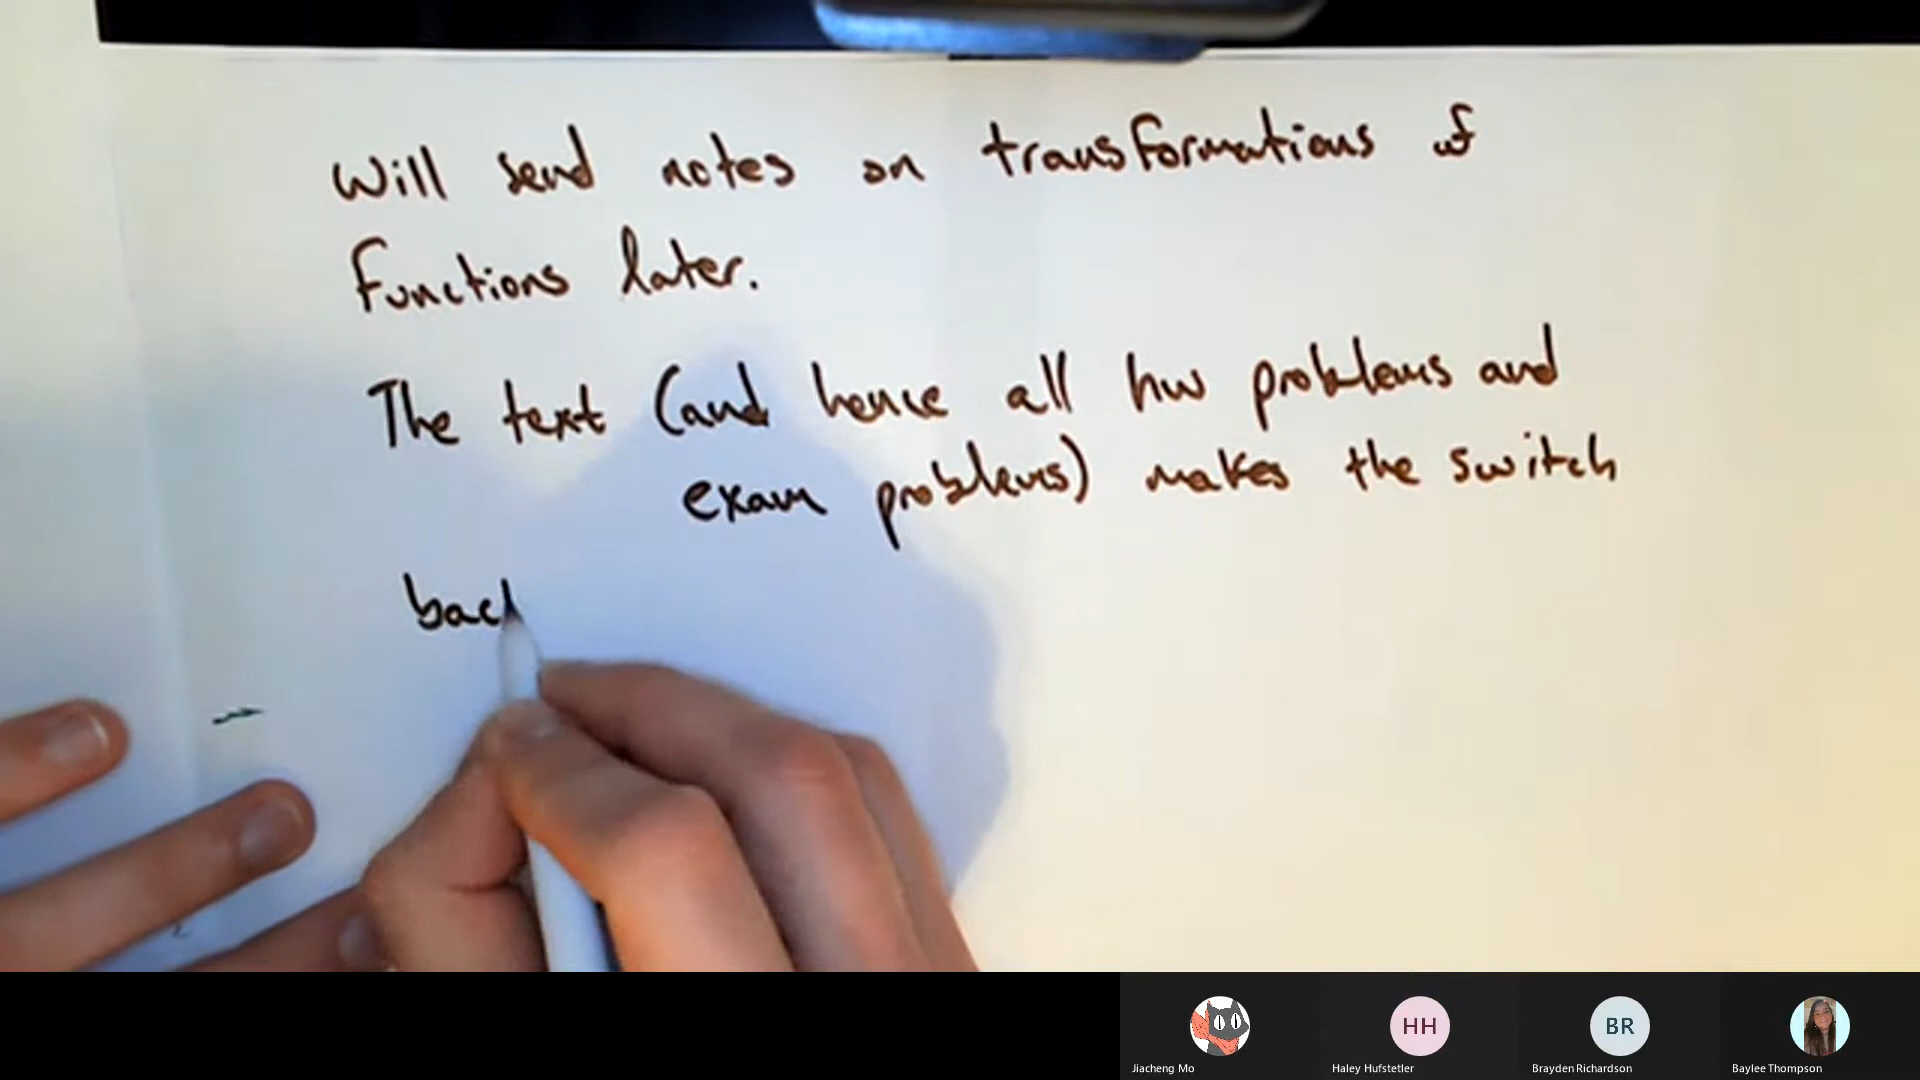 Will send notes on transformations of
functions later.
The text (and hence all hw problems and
exam problems) makes the switch
back
HH
BR
Jiacheng Mo
Haley Hufstetler
Brayden Richardson
Baylee Thompson